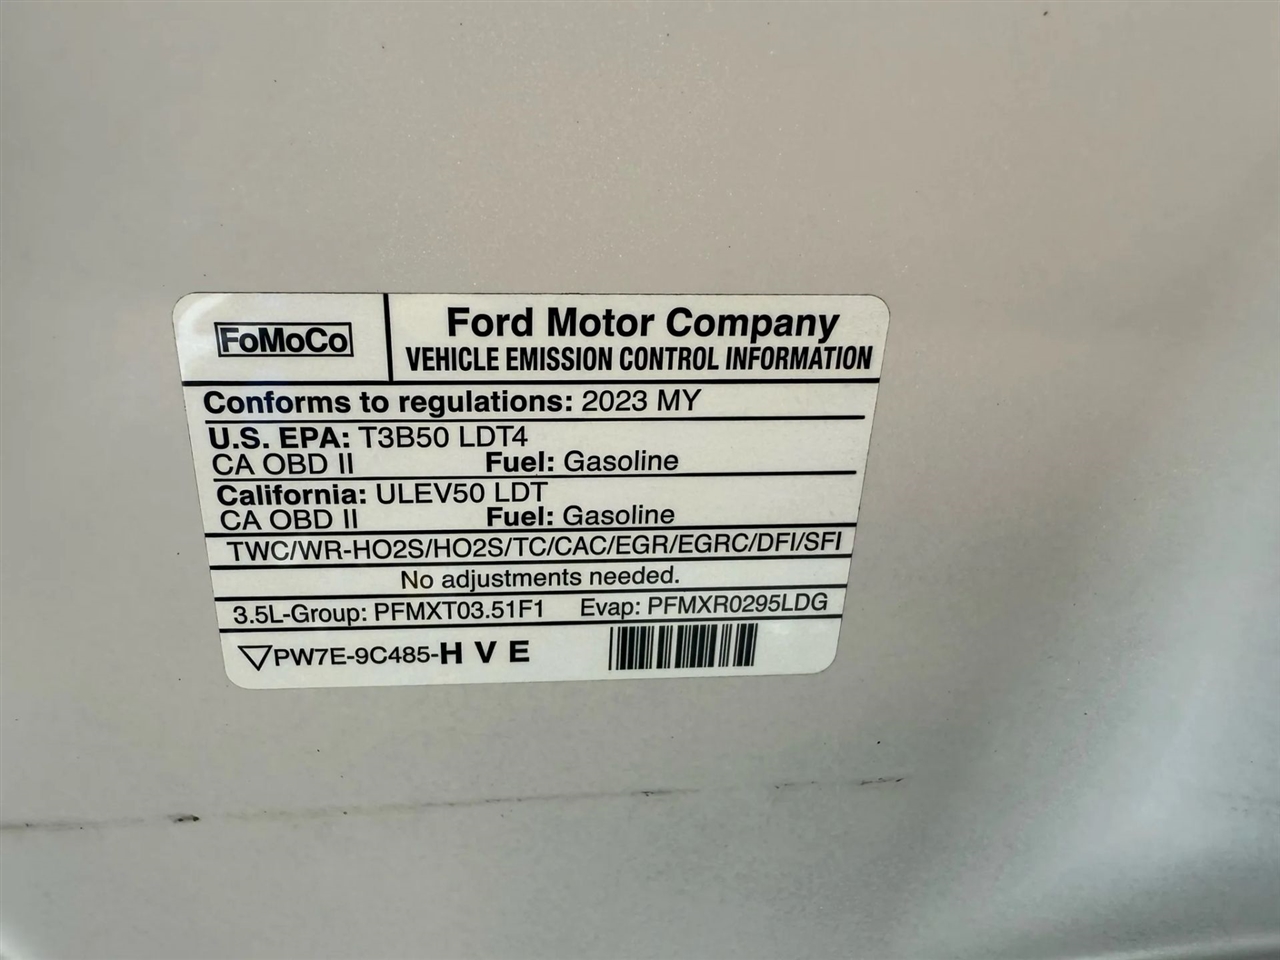 FoMoCo
Ford Motor Company
VEHICLE EMISSION CONTROL INFORMATION
Conforms to regulations: 2023 MY
U.S. EPA: T3B50 LDT4
CA OBD II Fuel: Gasoline
California: ULEV50 LDT
CA OBD II Fuel: Gasoline
TWC/WR-HO2S/HO2S/TC/CAC/EGR/EGRC/DFI/SFI
No adjustments needed.
3.5L-Group: PFMXT03.51F1 Evap: PFMXR0295LDG
PW7E-9C485-H V E